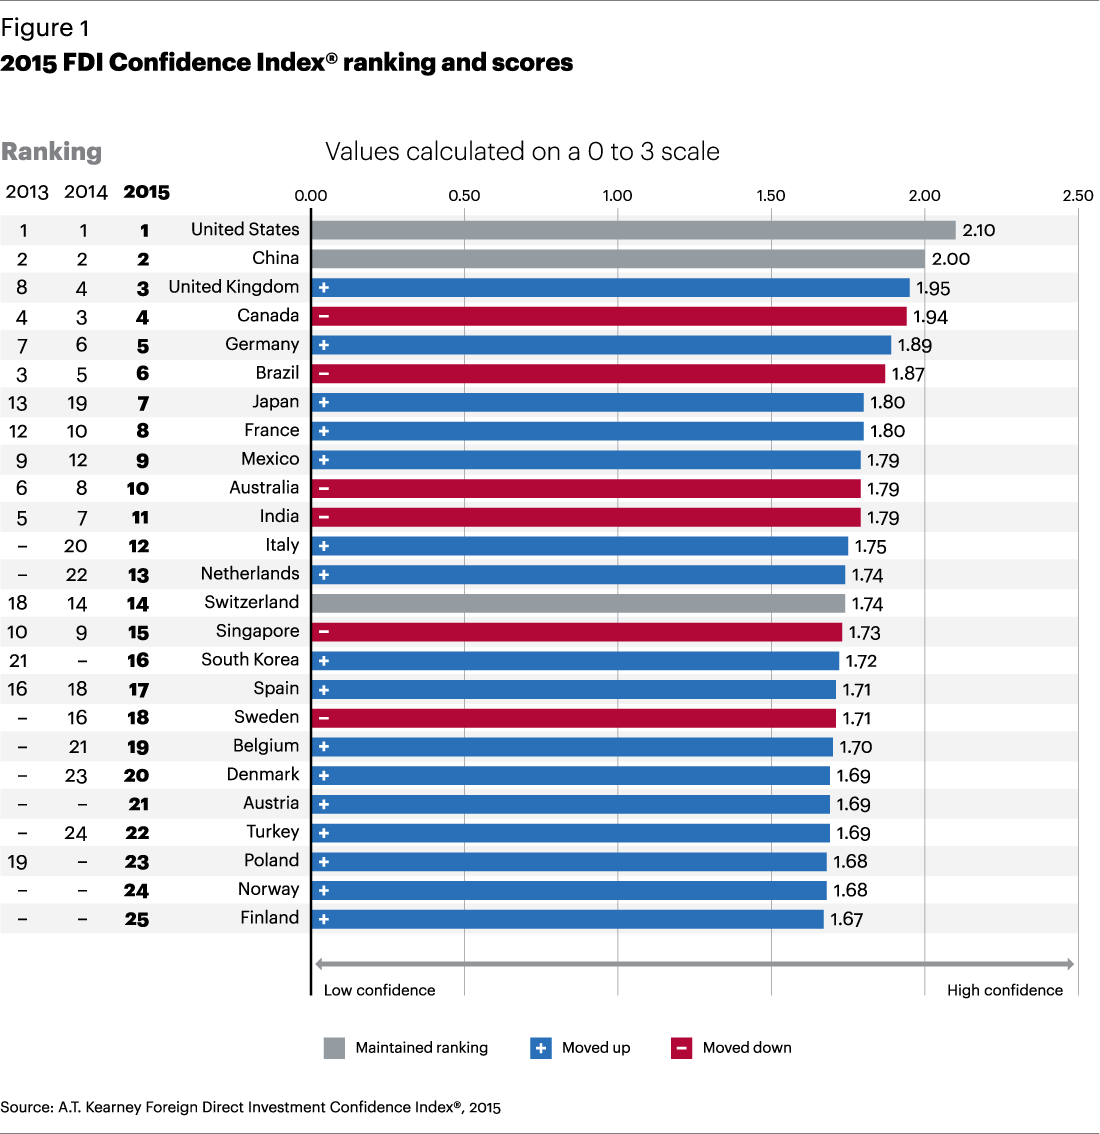 Figure 1
2015 FDI Confidence Index® ranking and scores
Ranking
Values calculated on a 0 to 3 scale
2013 2014 2015
0.00 0.50 1.00 1.50 2.00 2.50
1 1 1 United States 2.10
2 2 2 China 2.00
8 4 3 United Kingdom + 1.95
4 3 4 Canada – 1.94
7 6 5 Germany + 1.89
3 5 6 Brazil – 1.87
13 19 7 Japan + 1.80
12 10 8 France + 1.80
9 12 9 Mexico + 1.79
6 8 10 Australia – 1.79
5 7 11 India – 1.79
– 20 12 Italy + 1.75
– 22 13 Netherlands + 1.74
18 14 14 Switzerland 1.74
10 9 15 Singapore – 1.73
21 – 16 South Korea + 1.72
16 18 17 Spain + 1.71
– 16 18 Sweden – 1.71
– 21 19 Belgium + 1.70
– 23 20 Denmark + 1.69
– – 21 Austria + 1.69
– 24 22 Turkey + 1.69
19 – 23 Poland + 1.68
– – 24 Norway + 1.68
– – 25 Finland + 1.67
Low confidence High confidence
Maintained ranking + Moved up – Moved down
Source: A.T. Kearney Foreign Direct Investment Confidence Index®, 2015